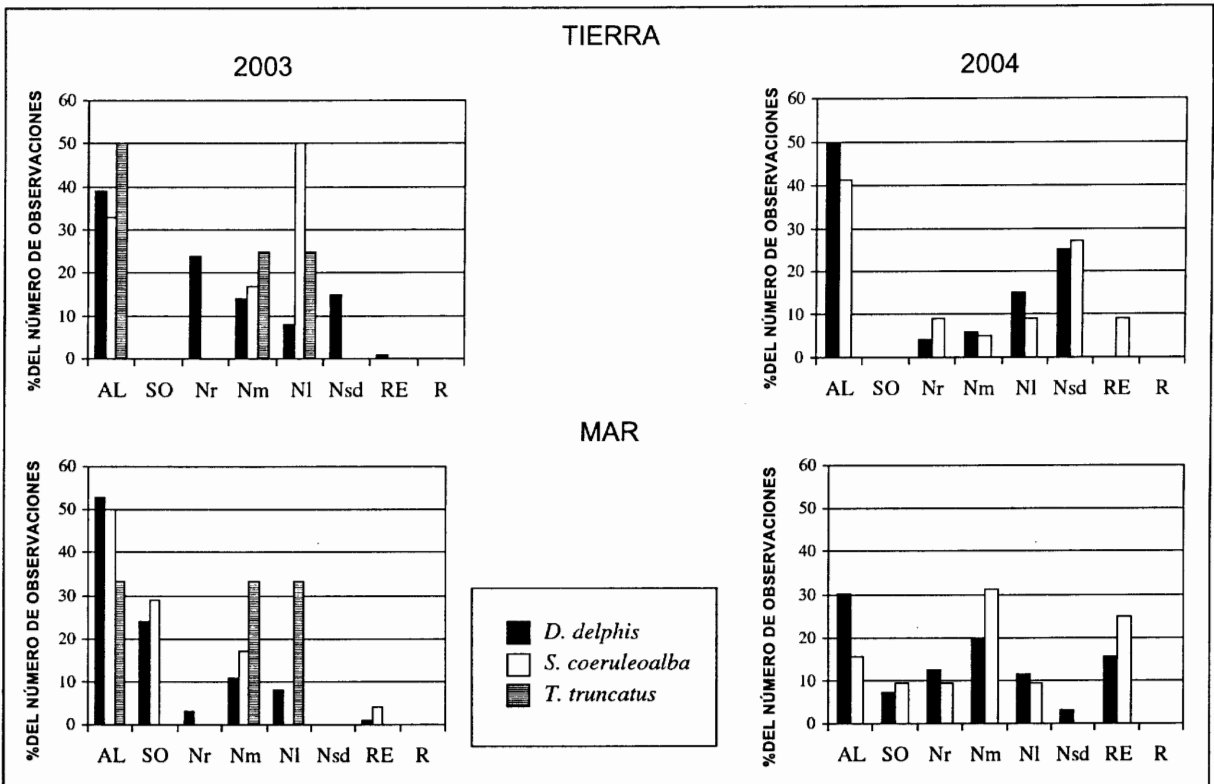 TIERRA
2003
2004
%DEL NÚMERO DE OBSERVACIONES
60
50
40
30
20
10
0
AL SO Nr Nm Nl Nsd RE R
%DEL NÚMERO DE OBSERVACIONES
60
50
40
30
20
10
0
AL SO Nr Nm Nl Nsd RE R
MAR
%DEL NÚMERO DE OBSERVACIONES
60
50
40
30
20
10
0
AL SO Nr Nm Nl Nsd RE R
D. delphis
S. coeruleoalba
T. truncatus
%DEL NÚMERO DE OBSERVACIONES
60
50
40
30
20
10
0
AL SO Nr Nm Nl Nsd RE R